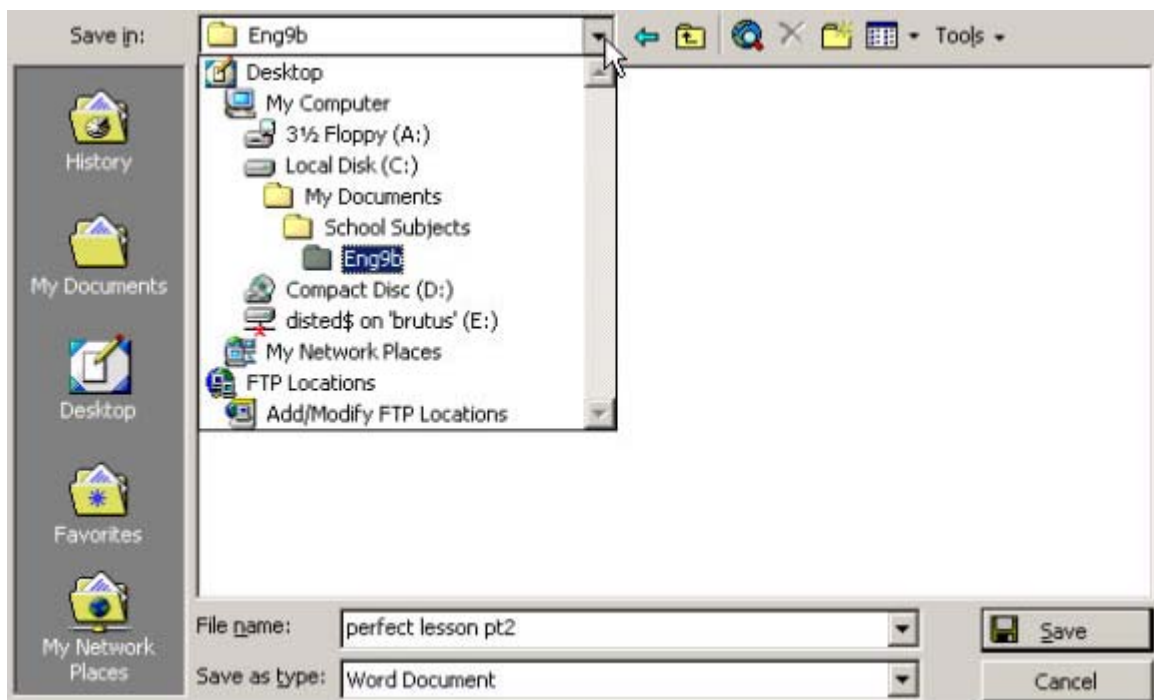 Save in:
Eng9b
Tools
Desktop
My Computer
3½ Floppy (A:)
Local Disk (C:)
My Documents
School Subjects
Eng9b
Compact Disc (D:)
disted$ on 'brutus' (E:)
My Network Places
FTP Locations
Add/Modify FTP Locations
History
My Documents
Desktop
Favorites
My Network
Places
File name:
perfect lesson pt2
Save
Save as type:
Word Document
Cancel